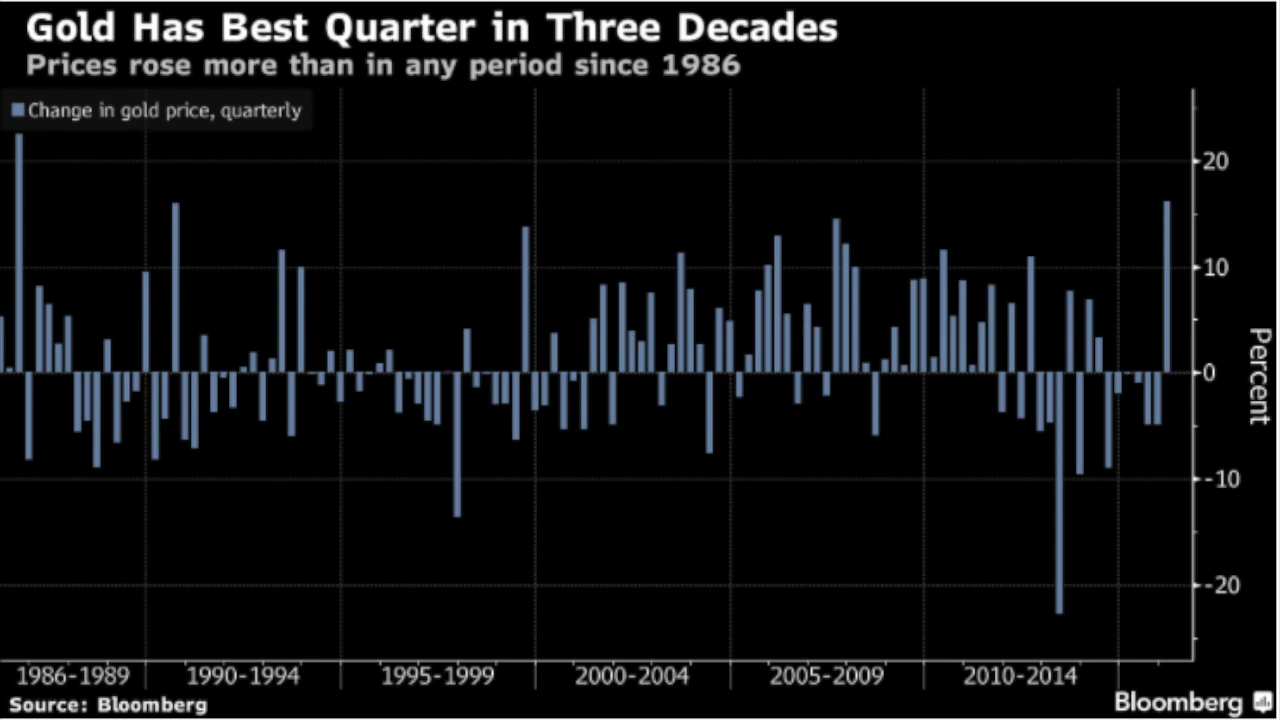 Gold Has Best Quarter in Three Decades
Prices rose more than in any period since 1986
Change in gold price, quarterly
20
10
0
-10
-20
Percent
1986-1989 1990-1994 1995-1999 2000-2004 2005-2009 2010-2014
Source: Bloomberg
Bloomberg